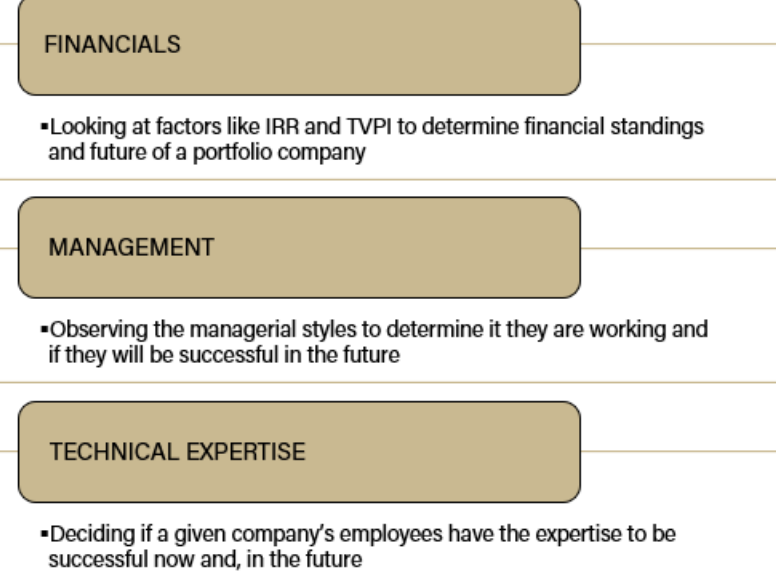 FINANCIALS
▪Looking at factors like IRR and TVPI to determine financial standings
and future of a portfolio company
MANAGEMENT
▪Observing the managerial styles to determine it they are working and
if they will be successful in the future
TECHNICAL EXPERTISE
▪Deciding if a given company’s employees have the expertise to be
successful now and, in the future